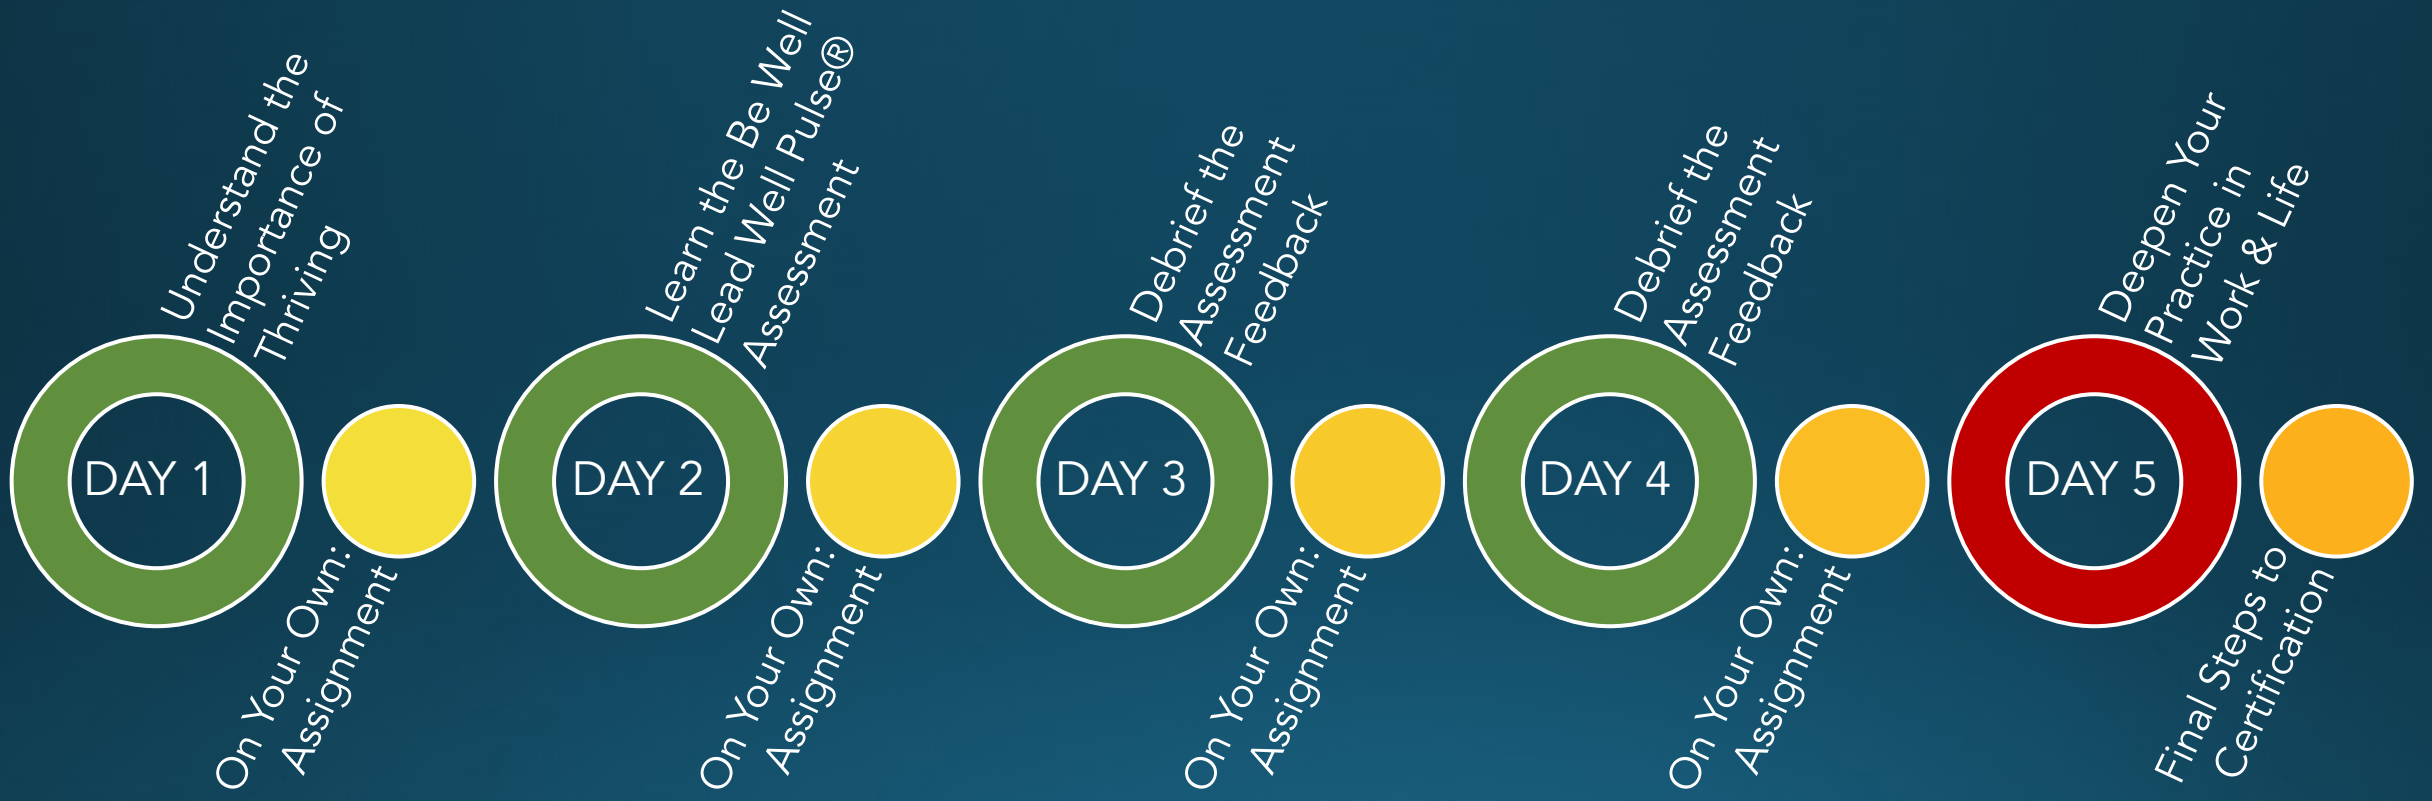 Understand the
Importance of
Thriving
DAY 1
On Your Own:
Assignment
Learn the Be Well
Lead Well Pulse®
Assessment
DAY 2
On Your Own:
Assignment
Debrief the
Assessment
Feedback
DAY 3
On Your Own:
Assignment
Debrief the
Assessment
Feedback
DAY 4
On Your Own:
Assignment
Deepen Your
Practice in
Work & Life
DAY 5
Final Steps to
Certification